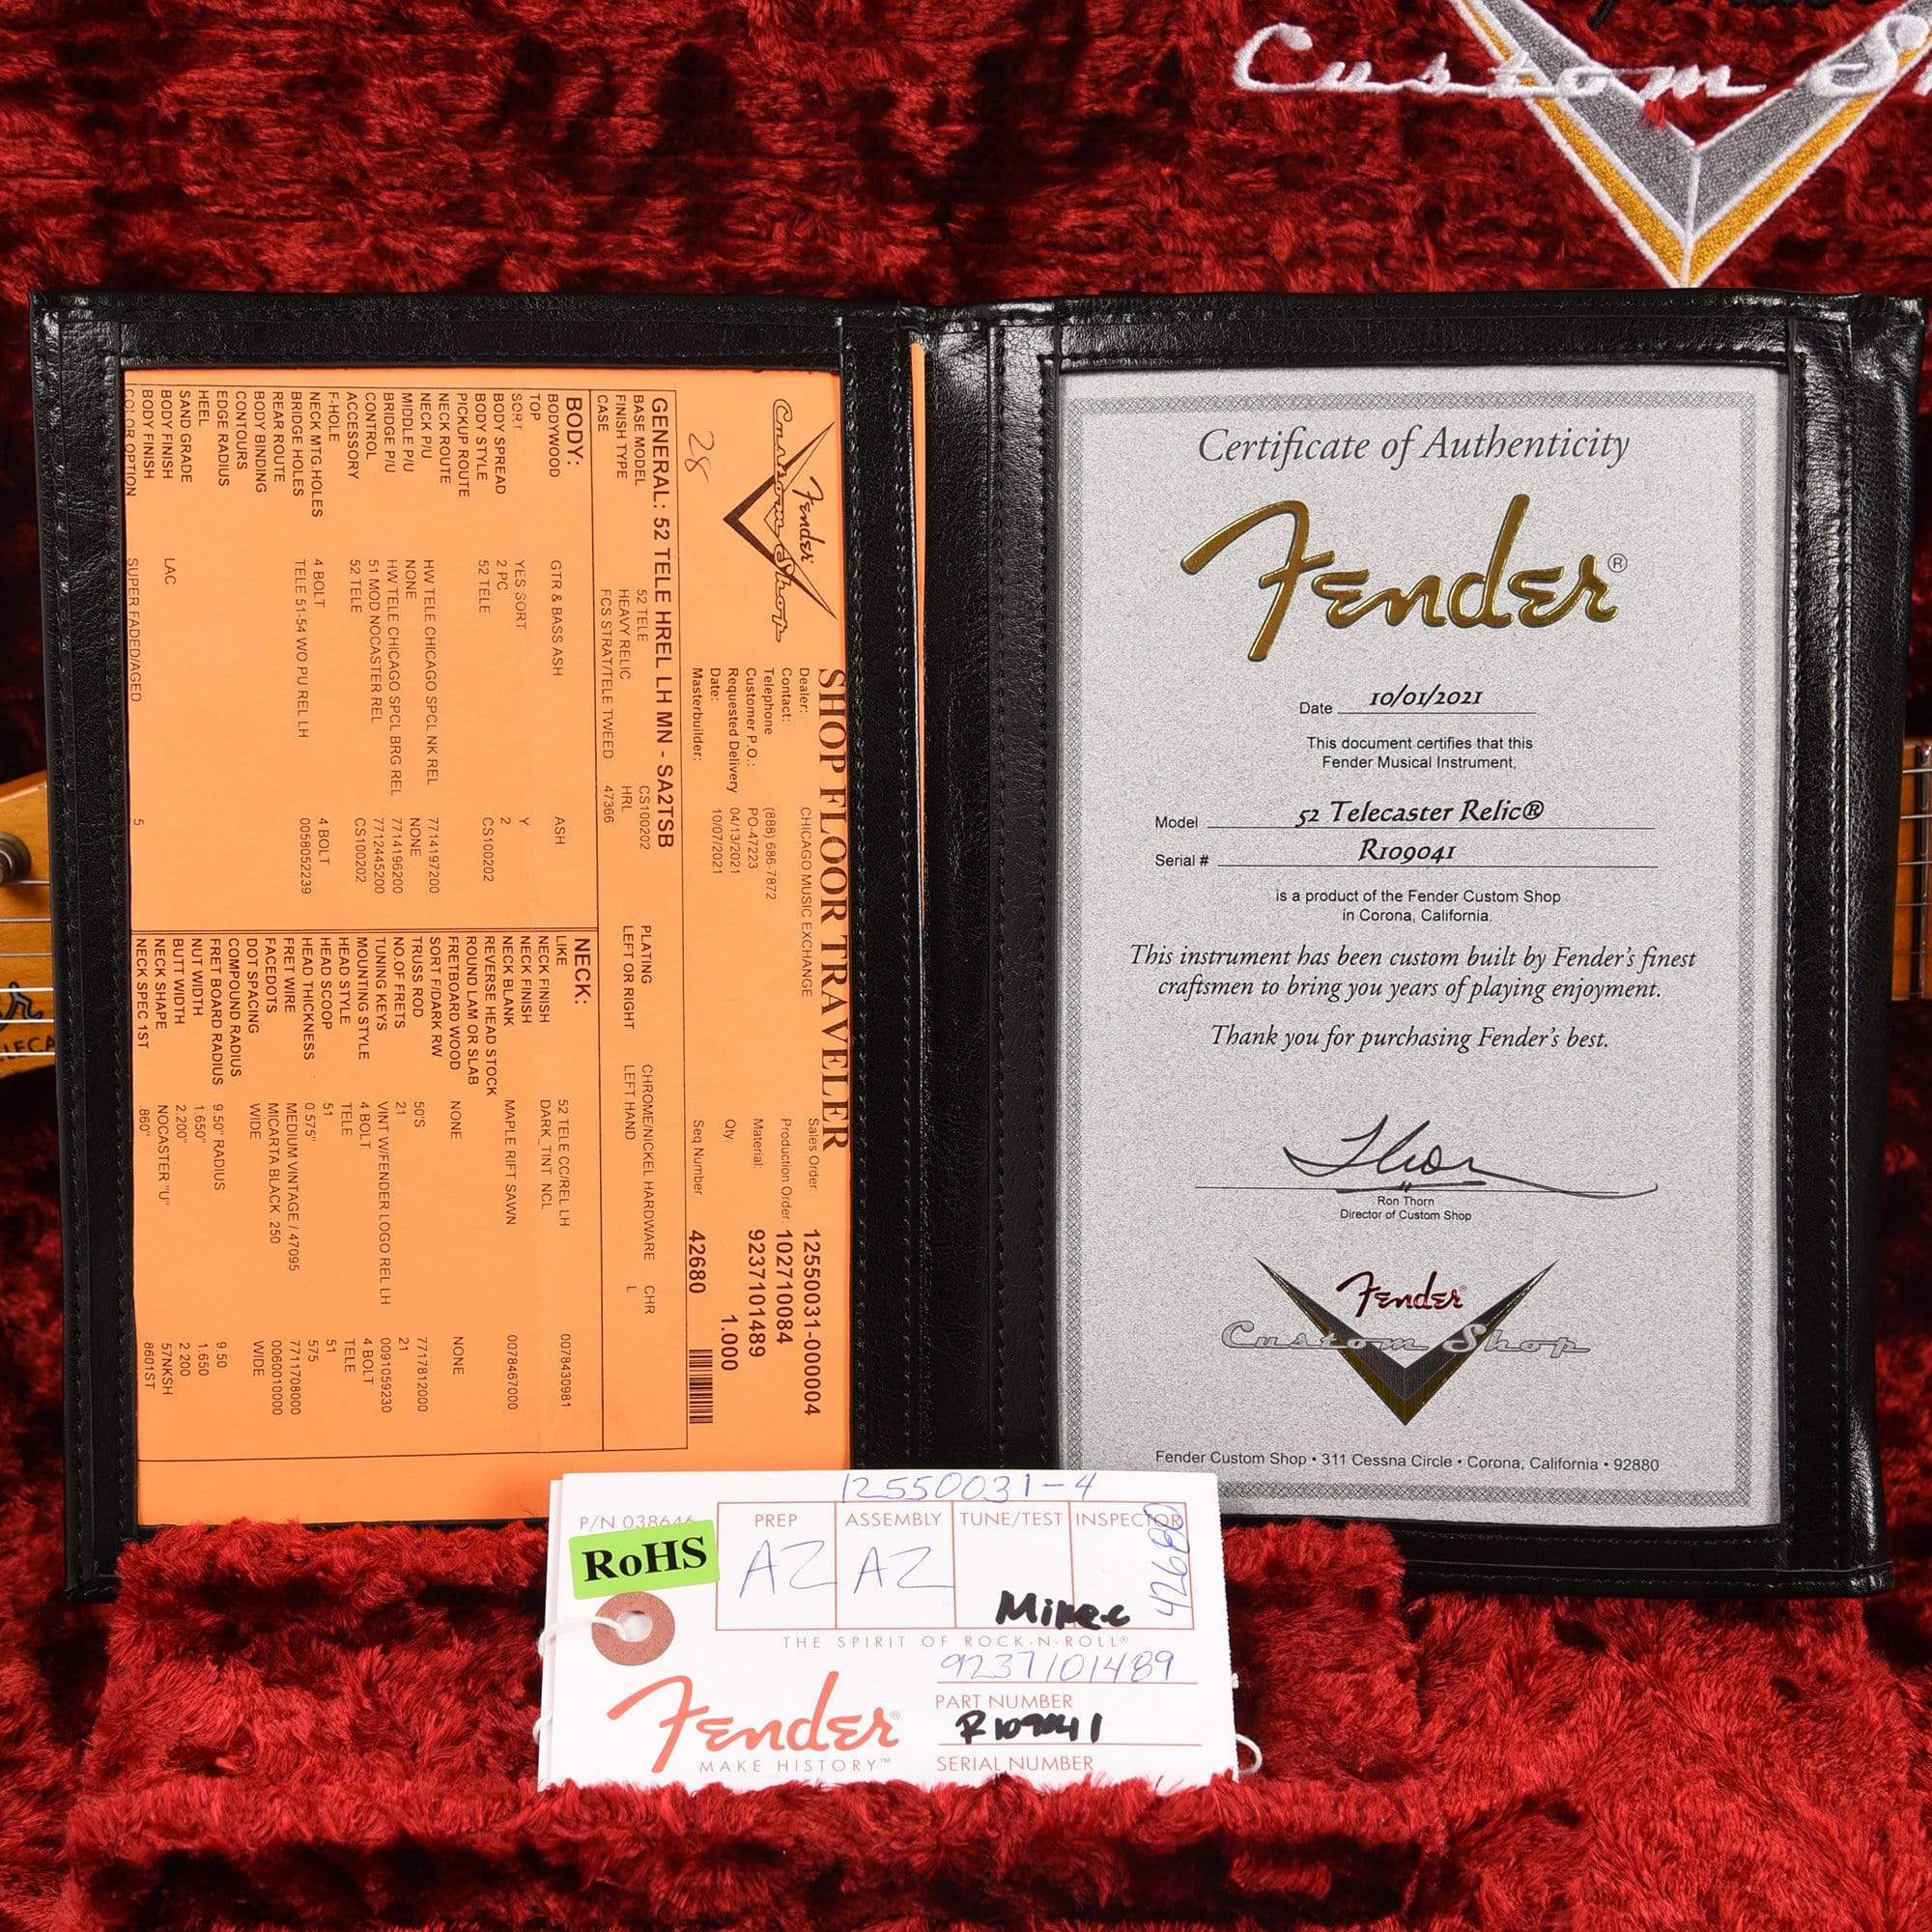 Custom S
Fender
Custom Shop
28
SHOP FLOOR TRAVELER
Dealer: CHICAGO MUSIC EXCHANGE
Contact:
Telephone (888) 686-7872
Customer P.O.: PO-47223
Requested Delivery 04/13/2021
Date: 10/07/2021
Masterbuilder:
Sales Order: 12550031-000004
Production Order: 102710084
Material: 9237101489
Qty 1.000
Seq Number 42680
GENERAL: 52 TELE HREL LH MN - SA2TSB
BASE MODEL 52 TELE CS100202 PLATING CHROME/NICKEL HARDWARE CHR
FINISH TYPE HEAVY RELIC HRL LEFT OR RIGHT LEFT HAND L
CASE FCS STRAT/TELE TWEED 47366
BODY:
BODYWOOD GTR & BASS ASH ASH
TOP
SORT YES SORT Y
BODY SPREAD 2 PC 2
BODY STYLE 52 TELE CS100202
PICKUP ROUTE
NECK ROUTE
NECK P/U HW TELE CHICAGO SPCL NK REL 7714197200
MIDDLE P/U NONE NONE
BRIDGE P/U HW TELE CHICAGO SPCL BRG REL 7714196200
CONTROL 51 MOD NOCASTER REL 7712445200
ACCESSORY 52 TELE CS100202
F-HOLE
NECK MTG.HOLES 4 BOLT 4 BOLT
BRIDGE HOLES TELE 51-54 WO PU REL LH 0058052239
REAR ROUTE
BODY BINDING
CONTOURS
EDGE RADIUS
HEEL
SAND GRADE
BODY FINISH LAC
BODY FINISH
COLOR OPTION SUPER FADED/AGED 5
NECK:
LIKE 52 TELE CC/REL LH 0078430981
NECK FINISH DARK TINT NCL
NECK FINISH
NECK BLANK MAPLE RIFT SAWN 0078467000
REVERSE HEAD STOCK
ROUND LAM OR SLAB
FRETBOARD WOOD NONE NONE
SORT F/DARK RW
TRUSS ROD 50'S 7717812000
NO.OF FRETS 21 21
TUNING KEYS VINT W/FENDER LOGO REL LH 0091059230
MOUNTING STYLE 4 BOLT 4 BOLT
HEAD STYLE TELE TELE
HEAD SCOOP 51 51
HEAD THICKNESS 0.575" 575
FRET WIRE MEDIUM VINTAGE / 47095 7711708000
FACEDOTS MICARTA BLACK .250 0060010000
DOT SPACING WIDE WIDE
COMPOUND RADIUS
FRET BOARD RADIUS 9.50" RADIUS 9.50
NUT WIDTH 1.650" 1.650
BUTT WIDTH 2.200" 2.200
NECK SHAPE NOCASTER "U" 57NKSH
NECK SPEC 1ST .860" 8601ST
Certificate of Authenticity
Fender®
Date 10/01/2021
This document certifies that this
Fender Musical Instrument,
Model 52 Telecaster Relic®
Serial # R109041
is a product of the Fender Custom Shop
in Corona, California.
This instrument has been custom built by Fender's finest
craftsmen to bring you years of playing enjoyment.
Thank you for purchasing Fender's best.
Thor
Ron Thorn
Director of Custom Shop
Fender
Custom Shop
Fender Custom Shop • 311 Cessna Circle • Corona, California • 92880
12550031-4
P/N 038646 PREP ASSEMBLY TUNE/TEST INSPECTOR
RoHS AZ AZ 42680
THE SPIRIT OF ROCK-N-ROLL®
9237101489
PART NUMBER
Fender®
R109041
MAKE HISTORY™ SERIAL NUMBER